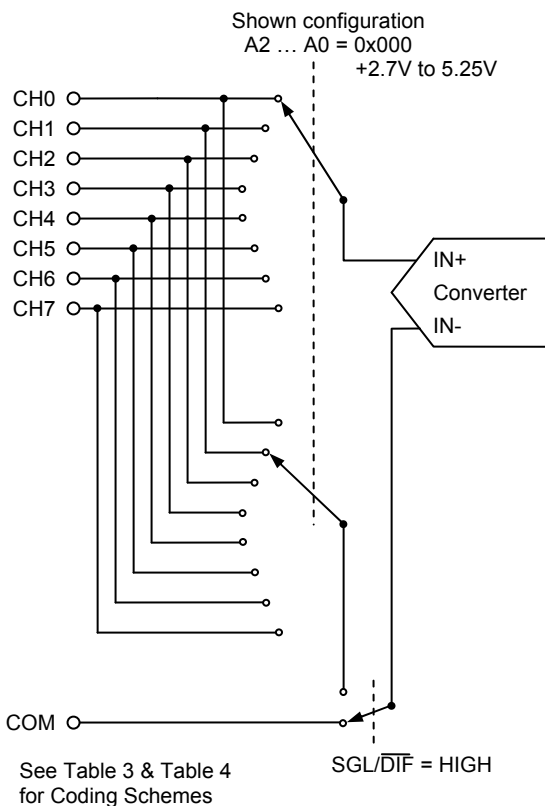 Shown configuration
A2 ... A0 = 0x000
+2.7V to 5.25V
CH0
CH1
CH2
CH3
CH4
CH5
CH6
CH7
IN+
Converter
IN-
COM
SGL/DIF = HIGH
See Table 3 & Table 4
for Coding Schemes